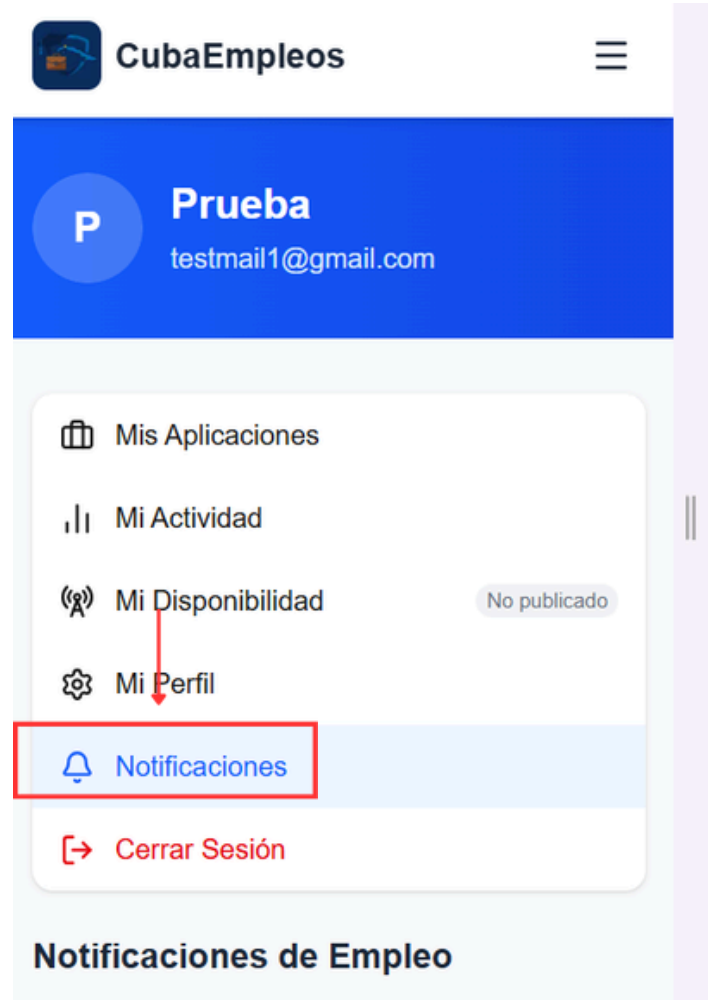 CubaEmpleos
P
Prueba
testmail1@gmail.com
Mis Aplicaciones
Mi Actividad
Mi Disponibilidad No publicado
Mi Perfil
Notificaciones
Cerrar Sesión
Notificaciones de Empleo